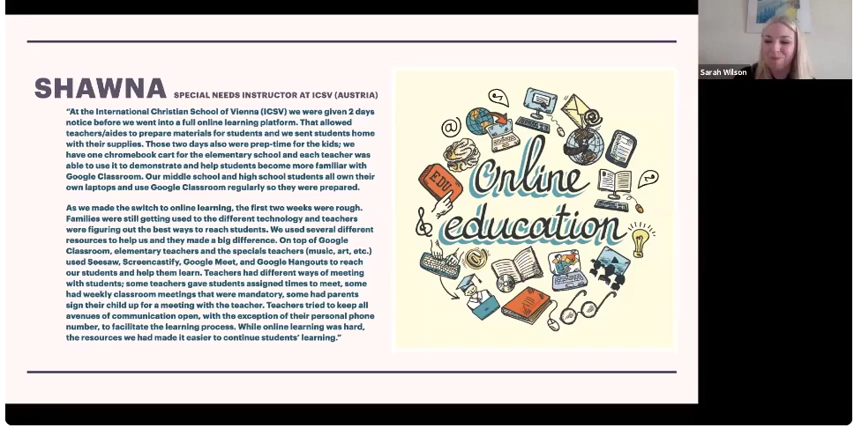 SHAWNA SPECIAL NEEDS INSTRUCTOR AT ICSV (AUSTRIA)
"At the International Christian School of Vienna (ICSV) we were given 2 days
notice before we went into a full online learning platform. That allowed
teachers/aides to prepare materials for students and we sent students home
with their supplies. Those two days also were prep-time for the kids; we
have one chromebook cart for the elementary school and each teacher was
able to use it to demonstrate and help students become more familiar with
Google Classroom. Our middle school and high school students all own their
own laptops and use Google Classroom regularly so they were prepared.
As we made the switch to online learning, the first two weeks were rough.
Families were still getting used to the different technology and teachers
were figuring out the best ways to reach students. We used several different
resources to help us and they made a big difference. On top of Google
Classroom, elementary teachers and the specials teachers (music, art, etc.)
used Seesaw, Screencastify, Google Meet, and Google Hangouts to reach
our students and help them learn. Teachers had different ways of meeting
with students; some teachers gave students assigned times to meet, some
had weekly classroom meetings that were mandatory, some had parents
sign their child up for a meeting with the teacher. Teachers tried to keep all
avenues of communication open, with the exception of their personal phone
number, to facilitate the learning process. While online learning was hard,
the resources we had made it easier to continue students' learning."
@
@
EDU
Online
education
@
Sarah Wilson